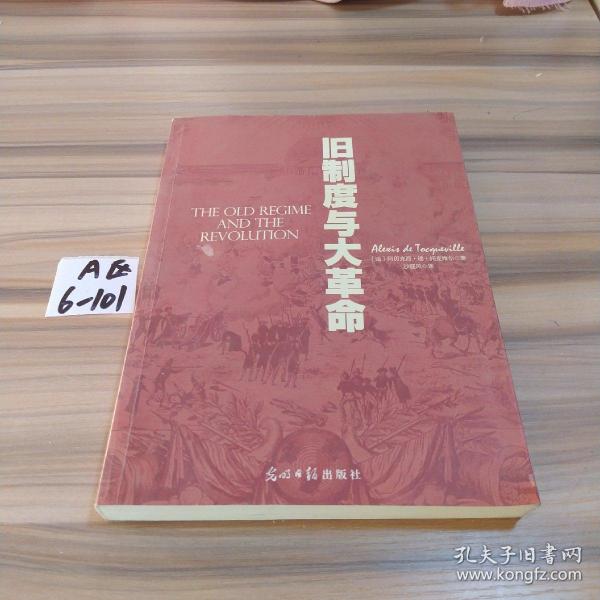 旧制度与大革命
THE OLD REGIME
AND THE
REVOLUTION
Alexis de Tocqueville
光明日报出版社
A区
6-101
孔夫子旧書网
www.kongfz.com